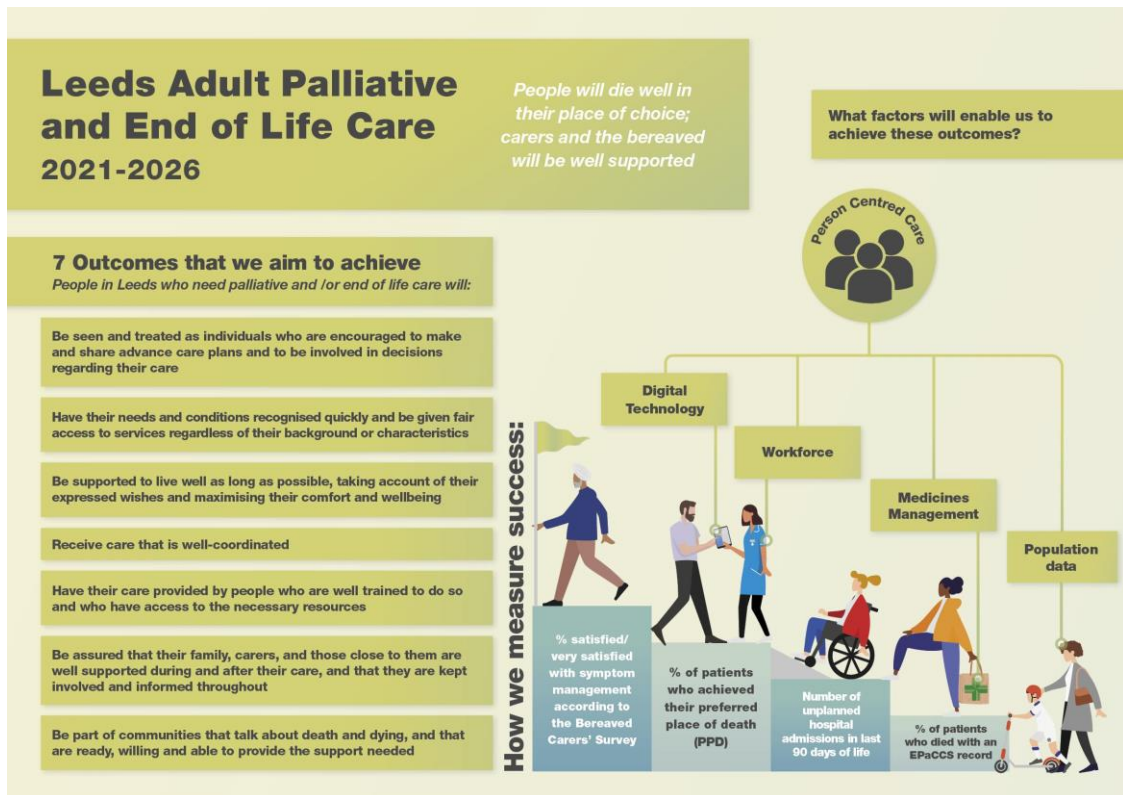 Leeds Adult Palliative
and End of Life Care
2021-2026
People will die well in
their place of choice;
carers and the bereaved
will be well supported
7 Outcomes that we aim to achieve
People in Leeds who need palliative and /or end of life care will:
Be seen and treated as individuals who are encouraged to make
and share advance care plans and to be involved in decisions
regarding their care
Have their needs and conditions recognised quickly and be given fair
access to services regardless of their background or characteristics
Be supported to live well as long as possible, taking account of their
expressed wishes and maximising their comfort and wellbeing
Receive care that is well-coordinated
Have their care provided by people who are well trained to do so
and who have access to the necessary resources
Be assured that their family, carers, and those close to them are
well supported during and after their care, and that they are kept
involved and informed throughout
Be part of communities that talk about death and dying, and that
are ready, willing and able to provide the support needed
What factors will enable us to
achieve these outcomes?
Person Centred Care
Digital
Technology
Workforce
Medicines
Management
Population
data
How we measure success:
% satisfied/
very satisfied
with symptom
management
according to
the Bereaved
Carers' Survey
% of patients
who achieved
their preferred
place of death
(PPD)
Number of
unplanned
hospital
admissions in last
90 days of life
% of patients
who died with an
EPaCCS record